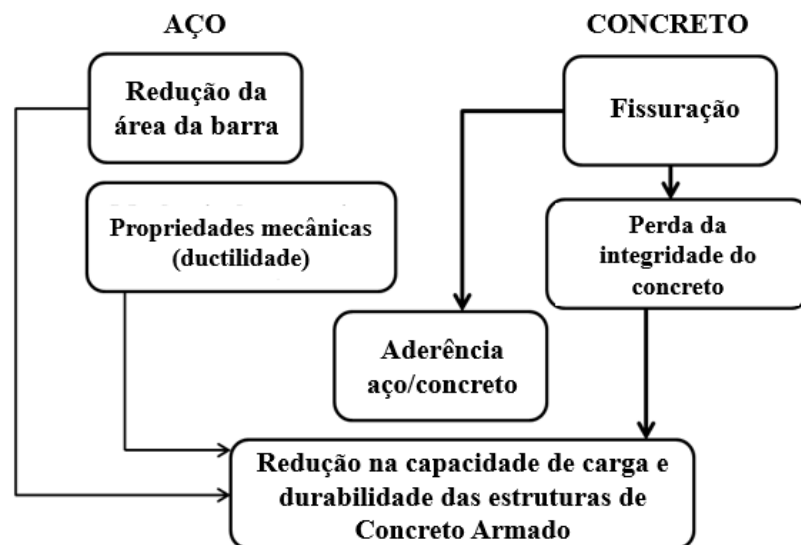 AÇO
CONCRETO
Redução da
área da barra
Fissuração
Propriedades mecânicas
(ductilidade)
Perda da
integridade do
concreto
Aderência
aço/concreto
Redução na capacidade de carga e
durabilidade das estruturas de
Concreto Armado